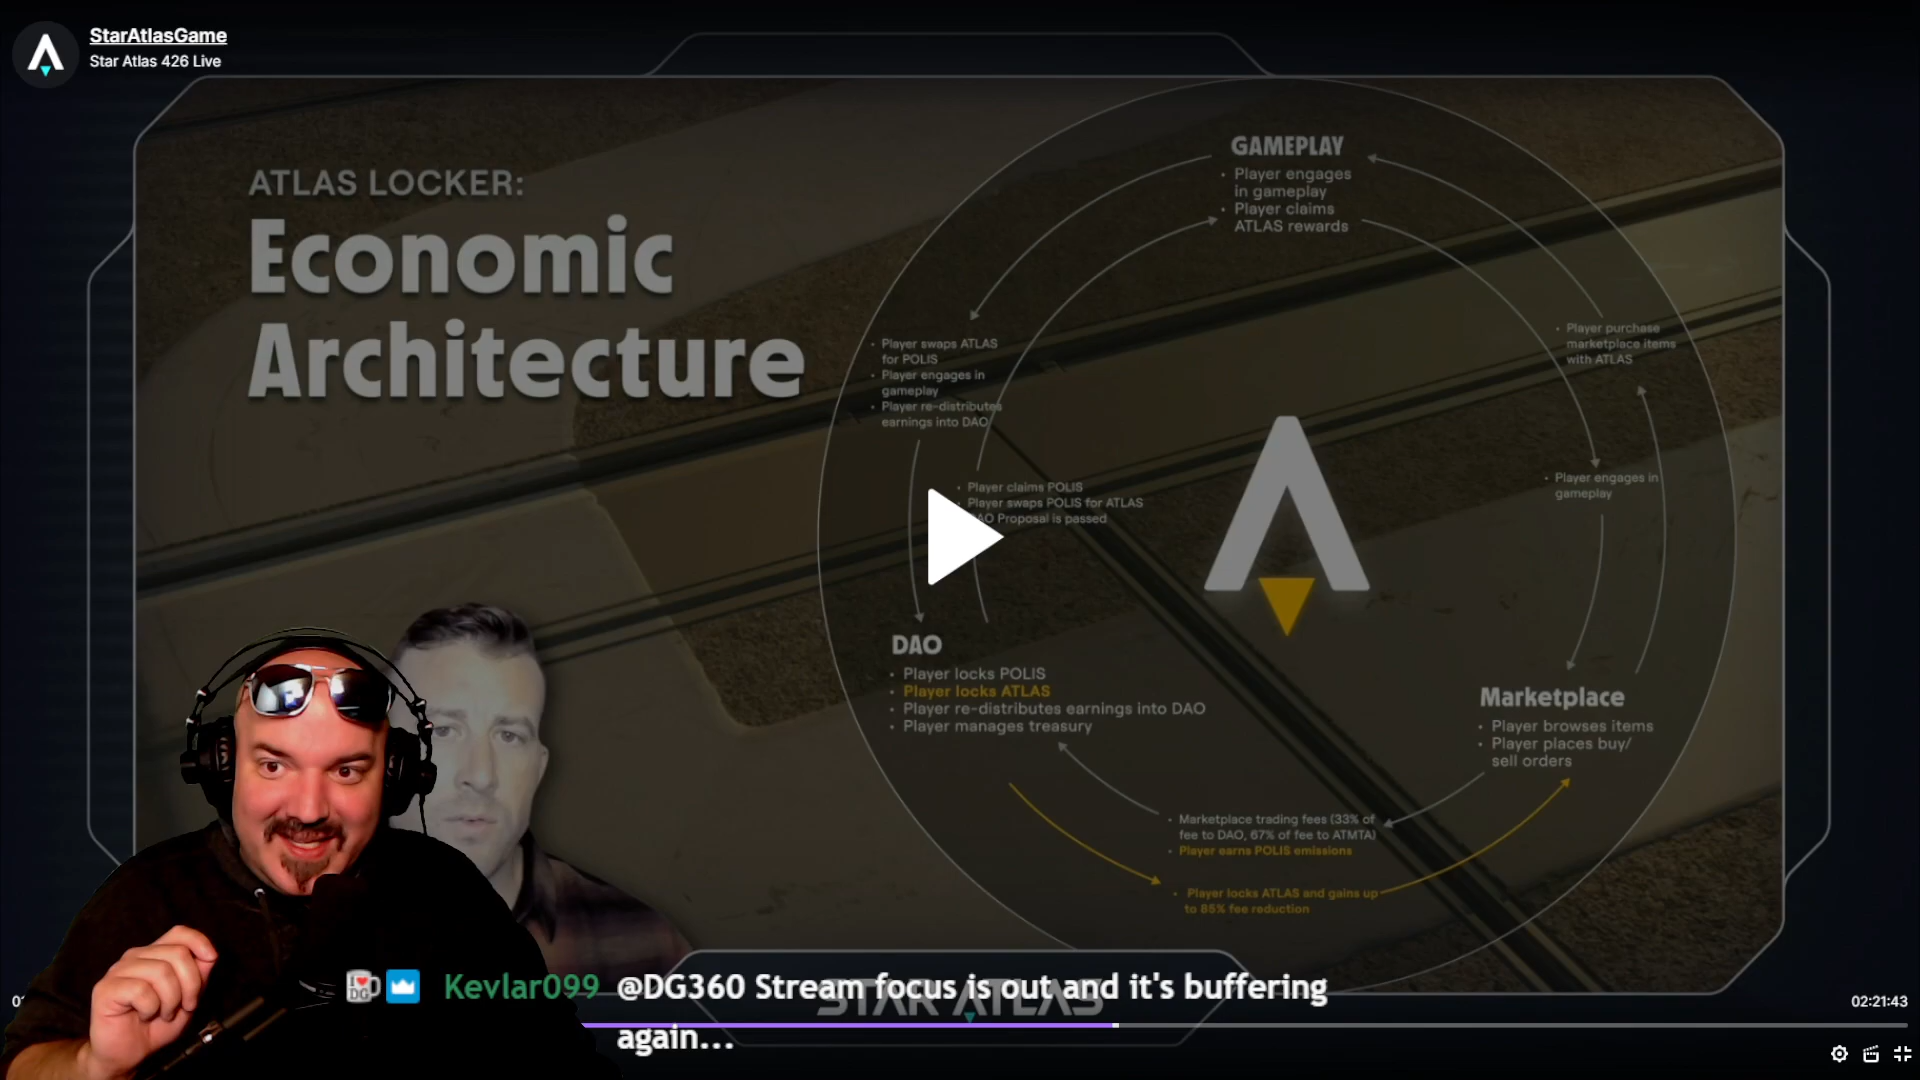 StarAtlasGame
Star Atlas 426 Live
ATLAS LOCKER:
Economic
Architecture
GAMEPLAY
• Player engages
in gameplay
• Player claims
ATLAS rewards
• Player swaps ATLAS
for POLIS
• Player engages in
gameplay
• Player re-distributes
earnings into DAO
• Player purchase
marketplace items
with ATLAS
• Player engages in
gameplay
• Player claims POLIS
• Player swaps POLIS for ATLAS
Proposal is passed
DAO
• Player locks POLIS
• Player locks ATLAS
• Player re-distributes earnings into DAO
• Player manages treasury
Marketplace
• Player browses items
• Player places buy/
sell orders
• Marketplace trading fees (33% of
fee to DAO, 67% of fee to ATMTA)
• Player earns POLIS emissions
• Player locks ATLAS and gains up
to 85% fee reduction
I ♥ DG
Kevlar099 @DG360 Stream focus is out and it's buffering
again...
STAR ATLAS
02:21:43